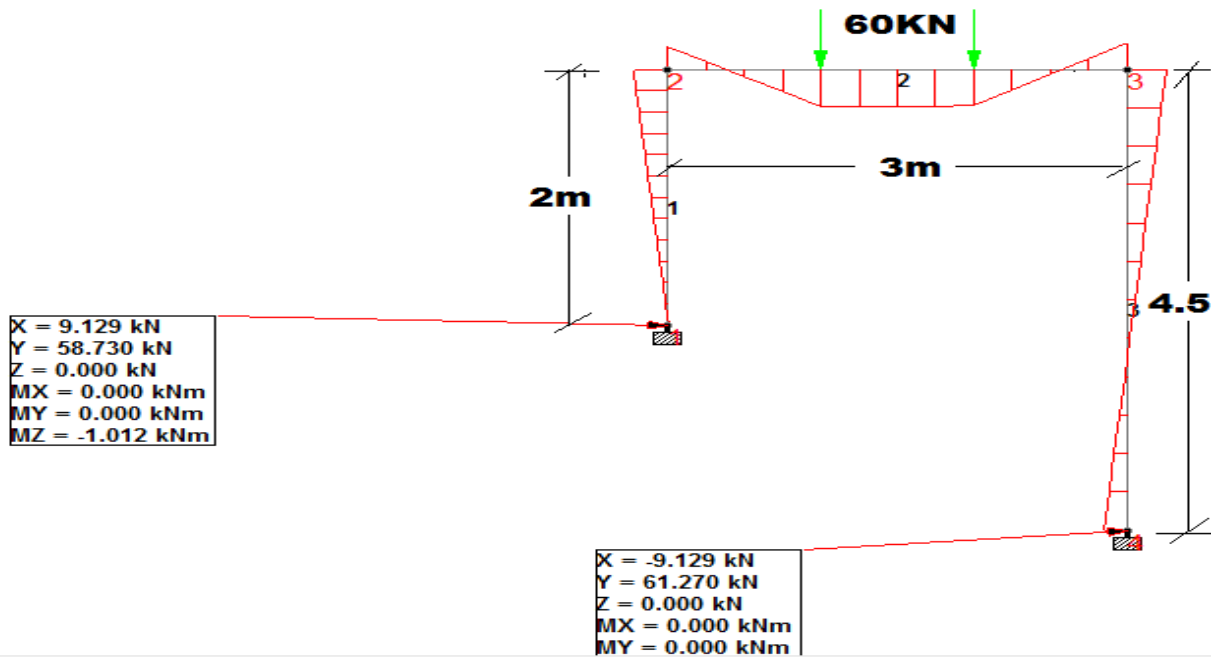 60KN
2
2
3
3m
2m
1
3
4.5
X = 9.129 kN
Y = 58.730 kN
Z = 0.000 kN
MX = 0.000 kNm
MY = 0.000 kNm
MZ = -1.012 kNm
X = -9.129 kN
Y = 61.270 kN
Z = 0.000 kN
MX = 0.000 kNm
MY = 0.000 kNm